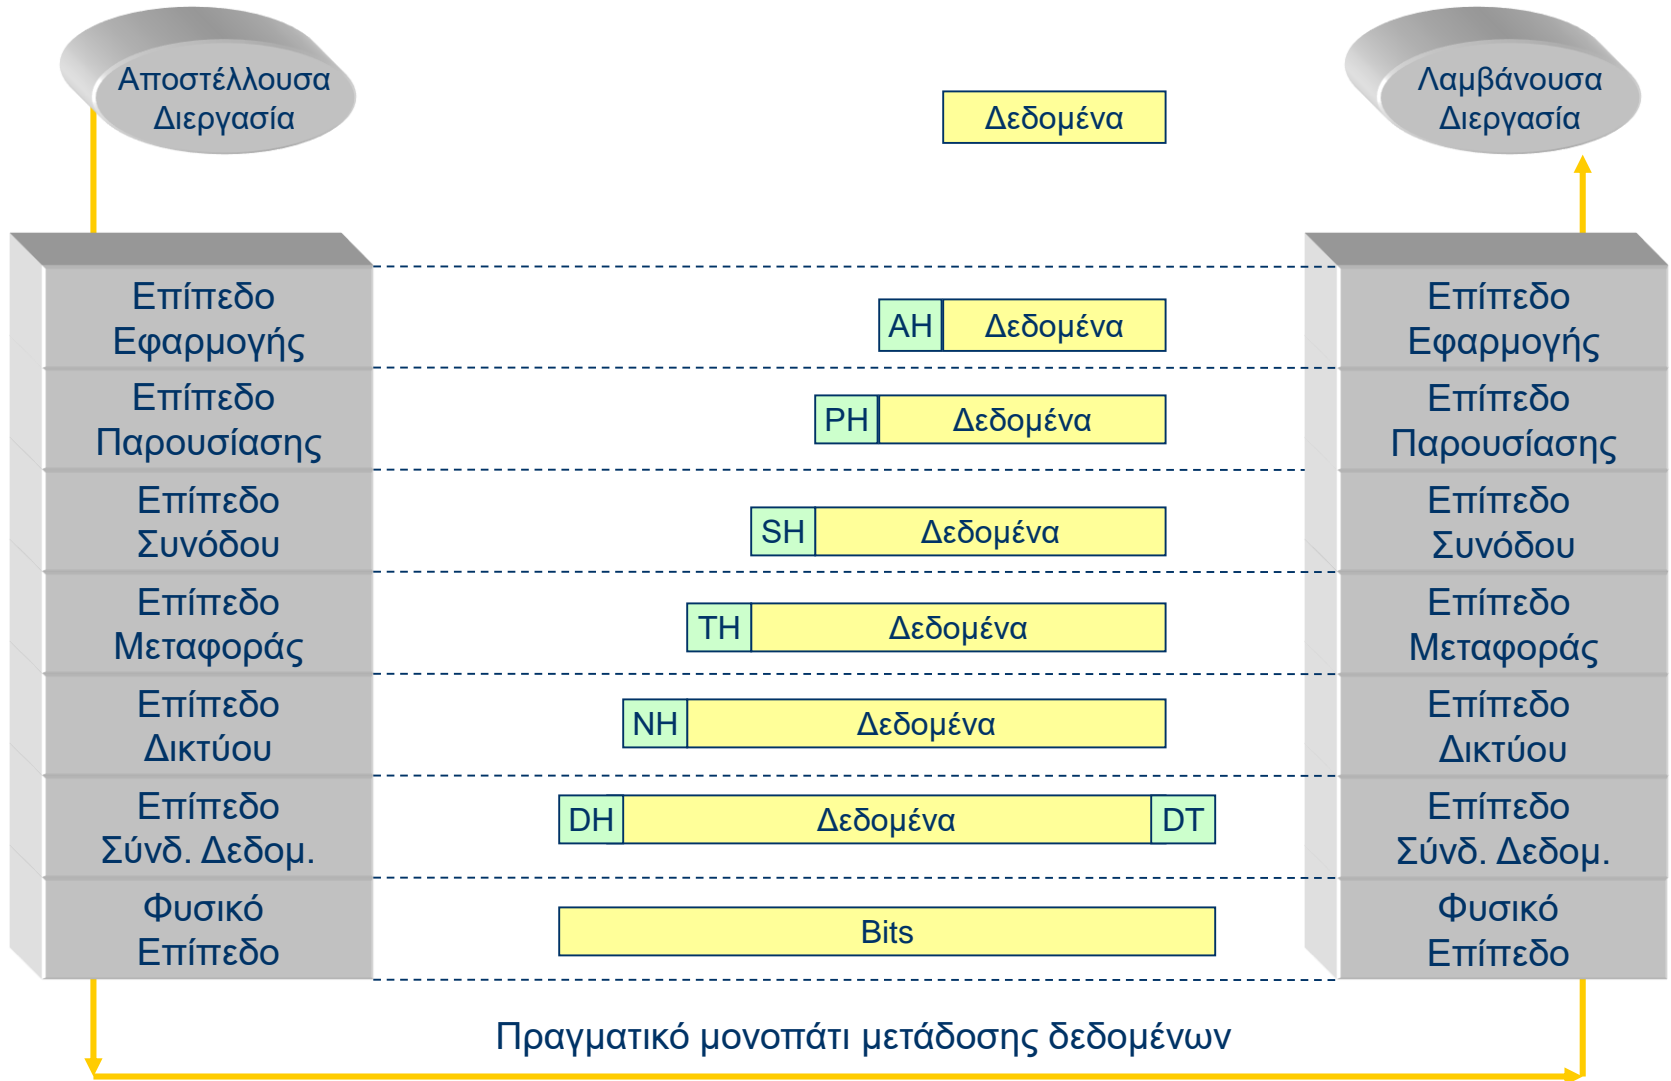 Αποστέλλουσα
Διεργασία
Δεδομένα
Λαμβάνουσα
Διεργασία
Επίπεδο
Εφαρμογής
AH
Δεδομένα
Επίπεδο
Εφαρμογής
Επίπεδο
Παρουσίασης
PH
Δεδομένα
Επίπεδο
Παρουσίασης
Επίπεδο
Συνόδου
SH
Δεδομένα
Επίπεδο
Συνόδου
Επίπεδο
Μεταφοράς
TH
Δεδομένα
Επίπεδο
Μεταφοράς
Επίπεδο
Δικτύου
NH
Δεδομένα
Επίπεδο
Δικτύου
Επίπεδο
Σύνδ. Δεδομ.
DH
Δεδομένα
DT
Επίπεδο
Σύνδ. Δεδομ.
Φυσικό
Επίπεδο
Bits
Φυσικό
Επίπεδο
Πραγματικό μονοπάτι μετάδοσης δεδομένων